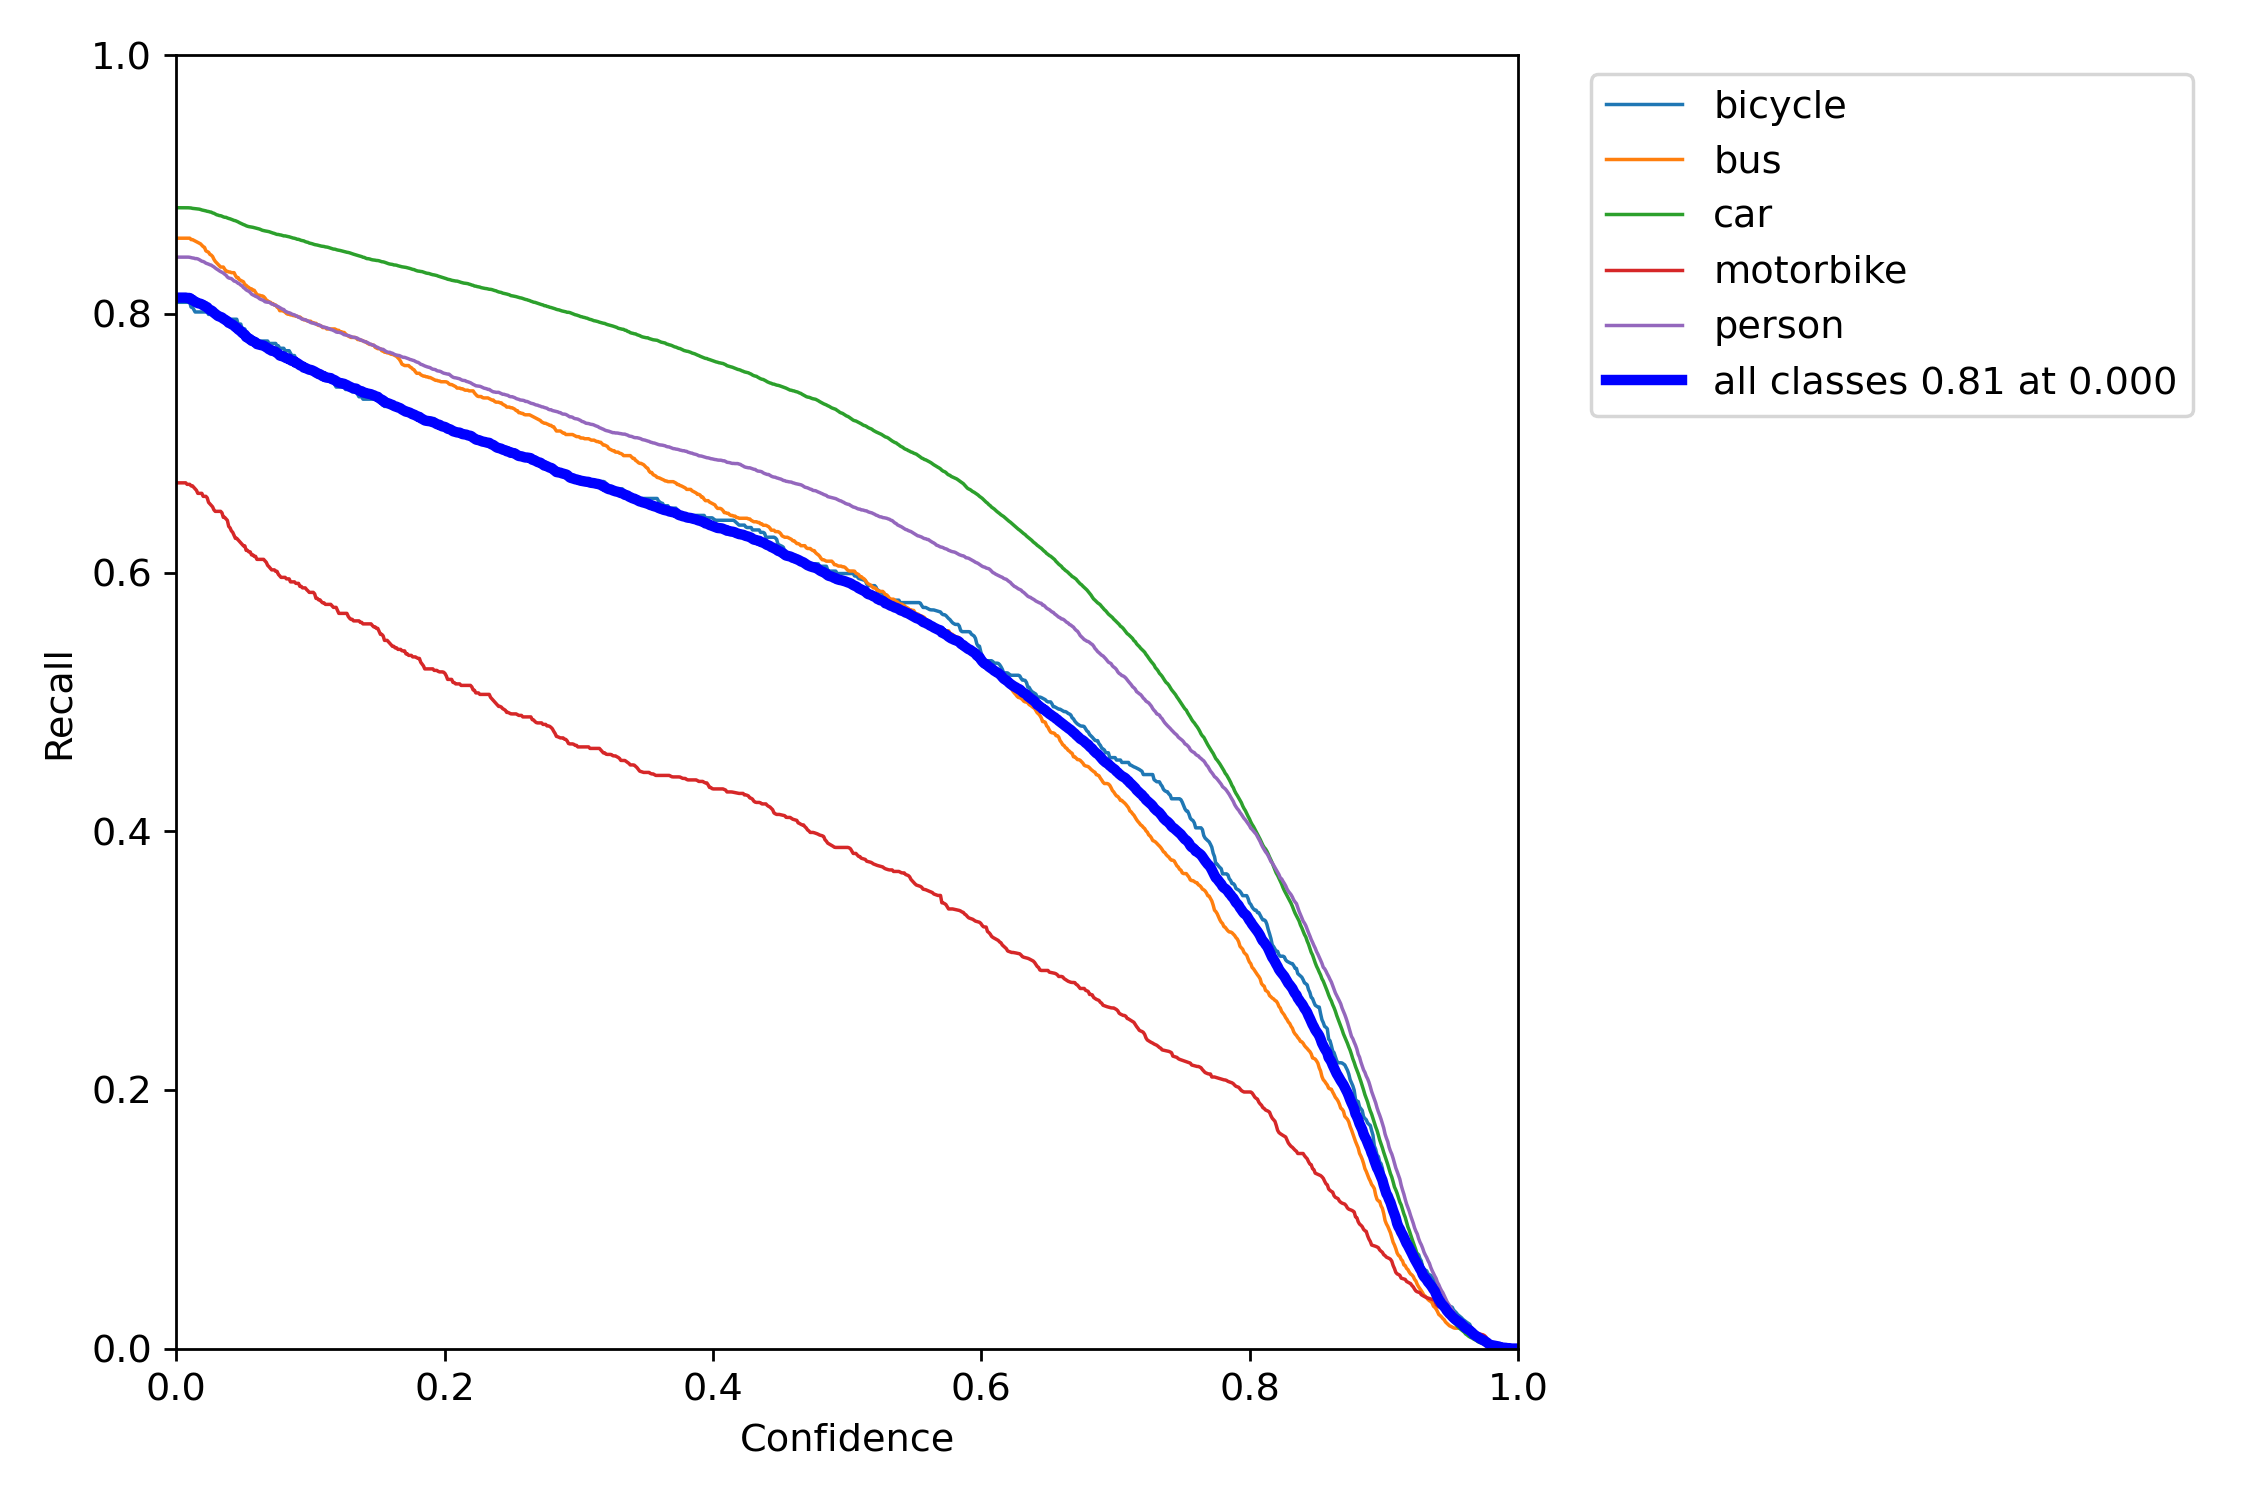 1.0
0.8
0.6
0.4
0.2
0.0
Recall
0.0 0.2 0.4 0.6 0.8 1.0
Confidence
bicycle
bus
car
motorbike
person
all classes 0.81 at 0.000